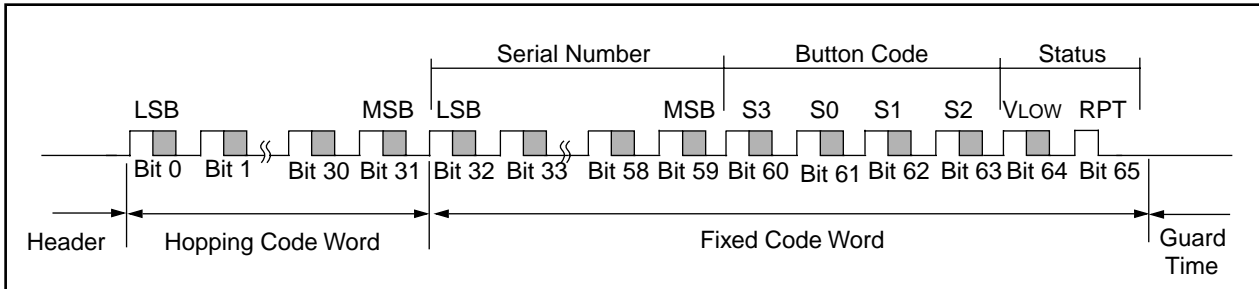 Serial Number Button Code Status
LSB MSB LSB MSB S3 S0 S1 S2 VLOW RPT
Bit 0 Bit 1 Bit 30 Bit 31 Bit 32 Bit 33 Bit 58 Bit 59 Bit 60 Bit 61 Bit 62 Bit 63 Bit 64 Bit 65
Header Hopping Code Word Fixed Code Word Guard
Time